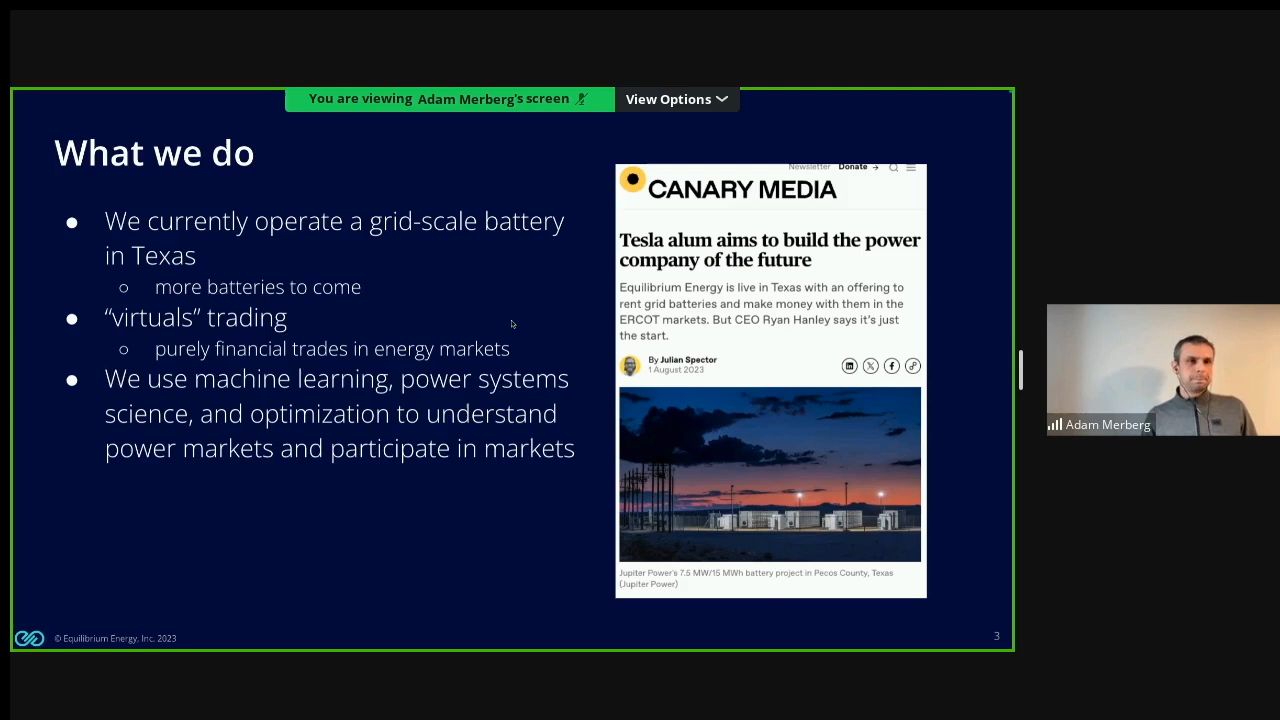 You are viewing Adam Merberg's screen
View Options
What we do
● We currently operate a grid-scale battery
in Texas
○ more batteries to come
● “virtuals” trading
○ purely financial trades in energy markets
● We use machine learning, power systems
science, and optimization to understand
power markets and participate in markets
Newsletter Donate →
CANARY MEDIA
Tesla alum aims to build the power
company of the future
Equilibrium Energy is live in Texas with an offering to
rent grid batteries and make money with them in the
ERCOT markets. But CEO Ryan Hanley says it’s just
the start.
By Julian Spector
1 August 2023
Jupiter Power's 7.5 MW/15 MWh battery project in Pecos County, Texas
(Jupiter Power)
© Equilibrium Energy, Inc. 2023
3
Adam Merberg